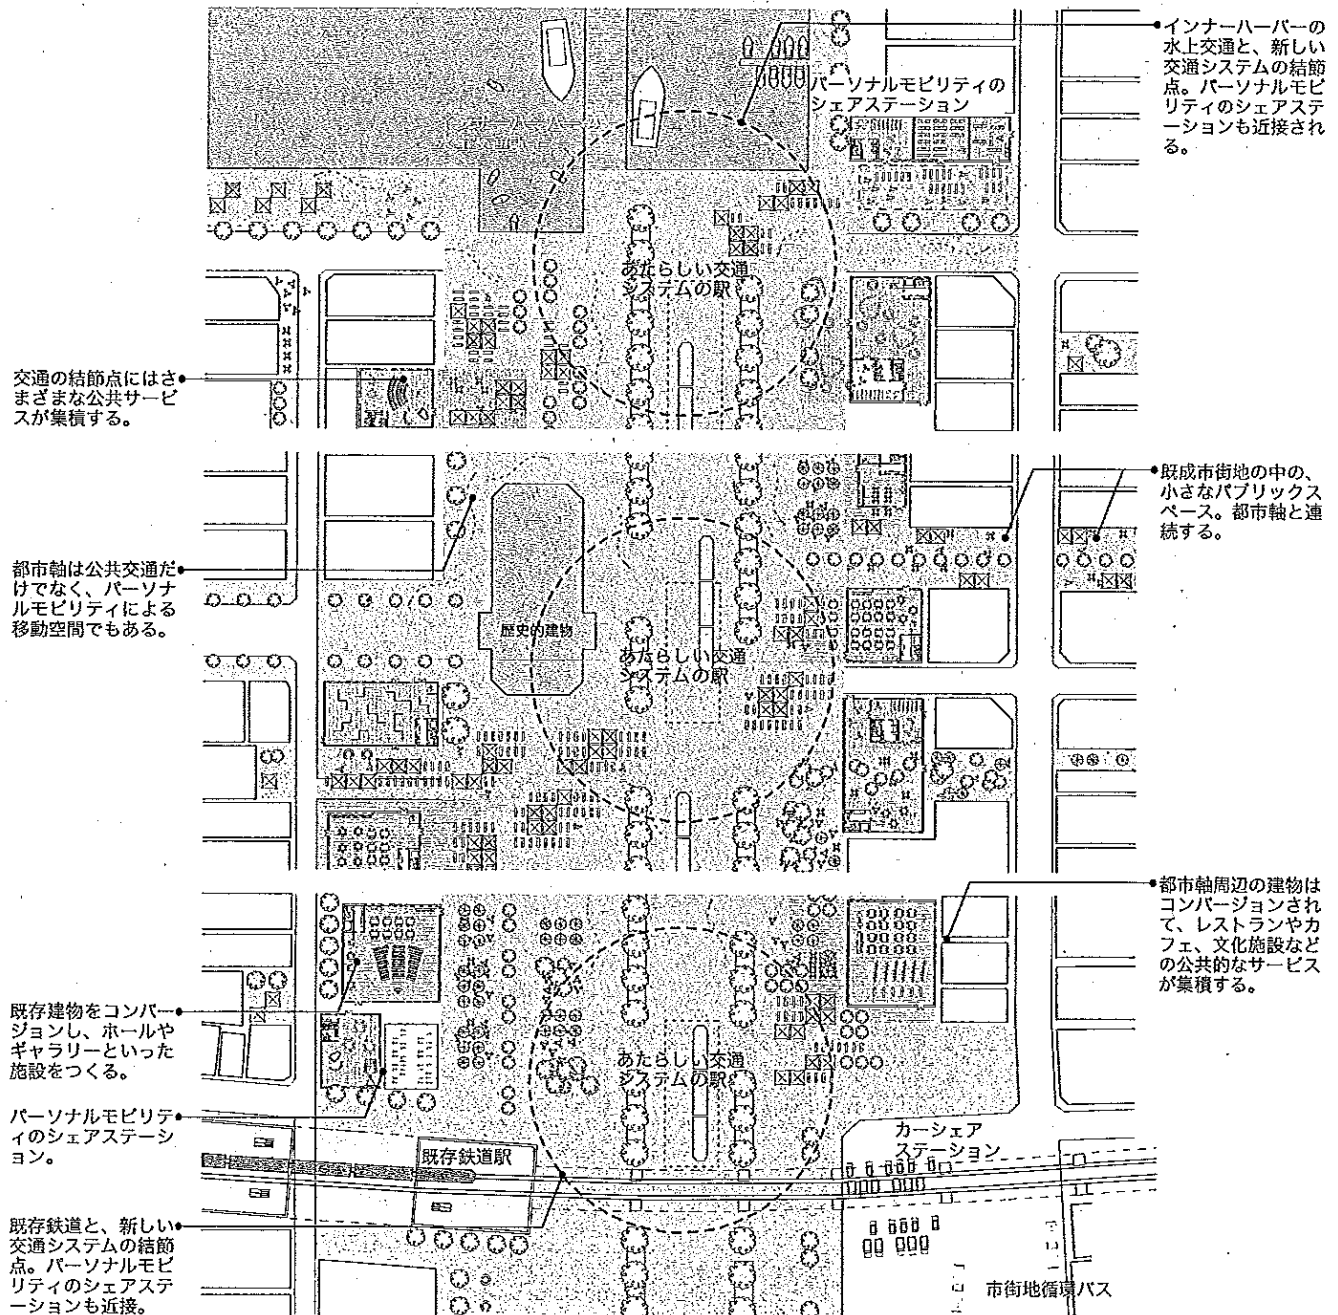 インナーハーバーの
水上交通と、新しい
交通システムの結節
点。パーソナルモビ
リティのシェアステ
ーションも近接され
る。
パーソナルモビリティの
シェアステーション
あたらしい交通
システムの駅
交通の結節点にはさ
まざまな公共サービ
スが集積する。
既成市街地の中の、
小さなパブリックス
ペース。都市軸と連
続する。
都市軸は公共交通だ
けでなく、パーソナ
ルモビリティによる
移動空間でもある。
歴史的建物
あたらしい交通
システムの駅
都市軸周辺の建物は
コンバージョンされ
て、レストランやカ
フェ、文化施設など
の公共的なサービス
が集積する。
既存建物をコンバー
ジョンし、ホールや
ギャラリーといった
施設をつくる。
あたらしい交通
システムの駅
パーソナルモビリテ
ィのシェアステーシ
ョン。
カーシェア
ステーション
既存鉄道駅
既存鉄道と、新しい
交通システムの結節
点。パーソナルモビ
リティのシェアステ
ーションも近接。
市街地循環バス